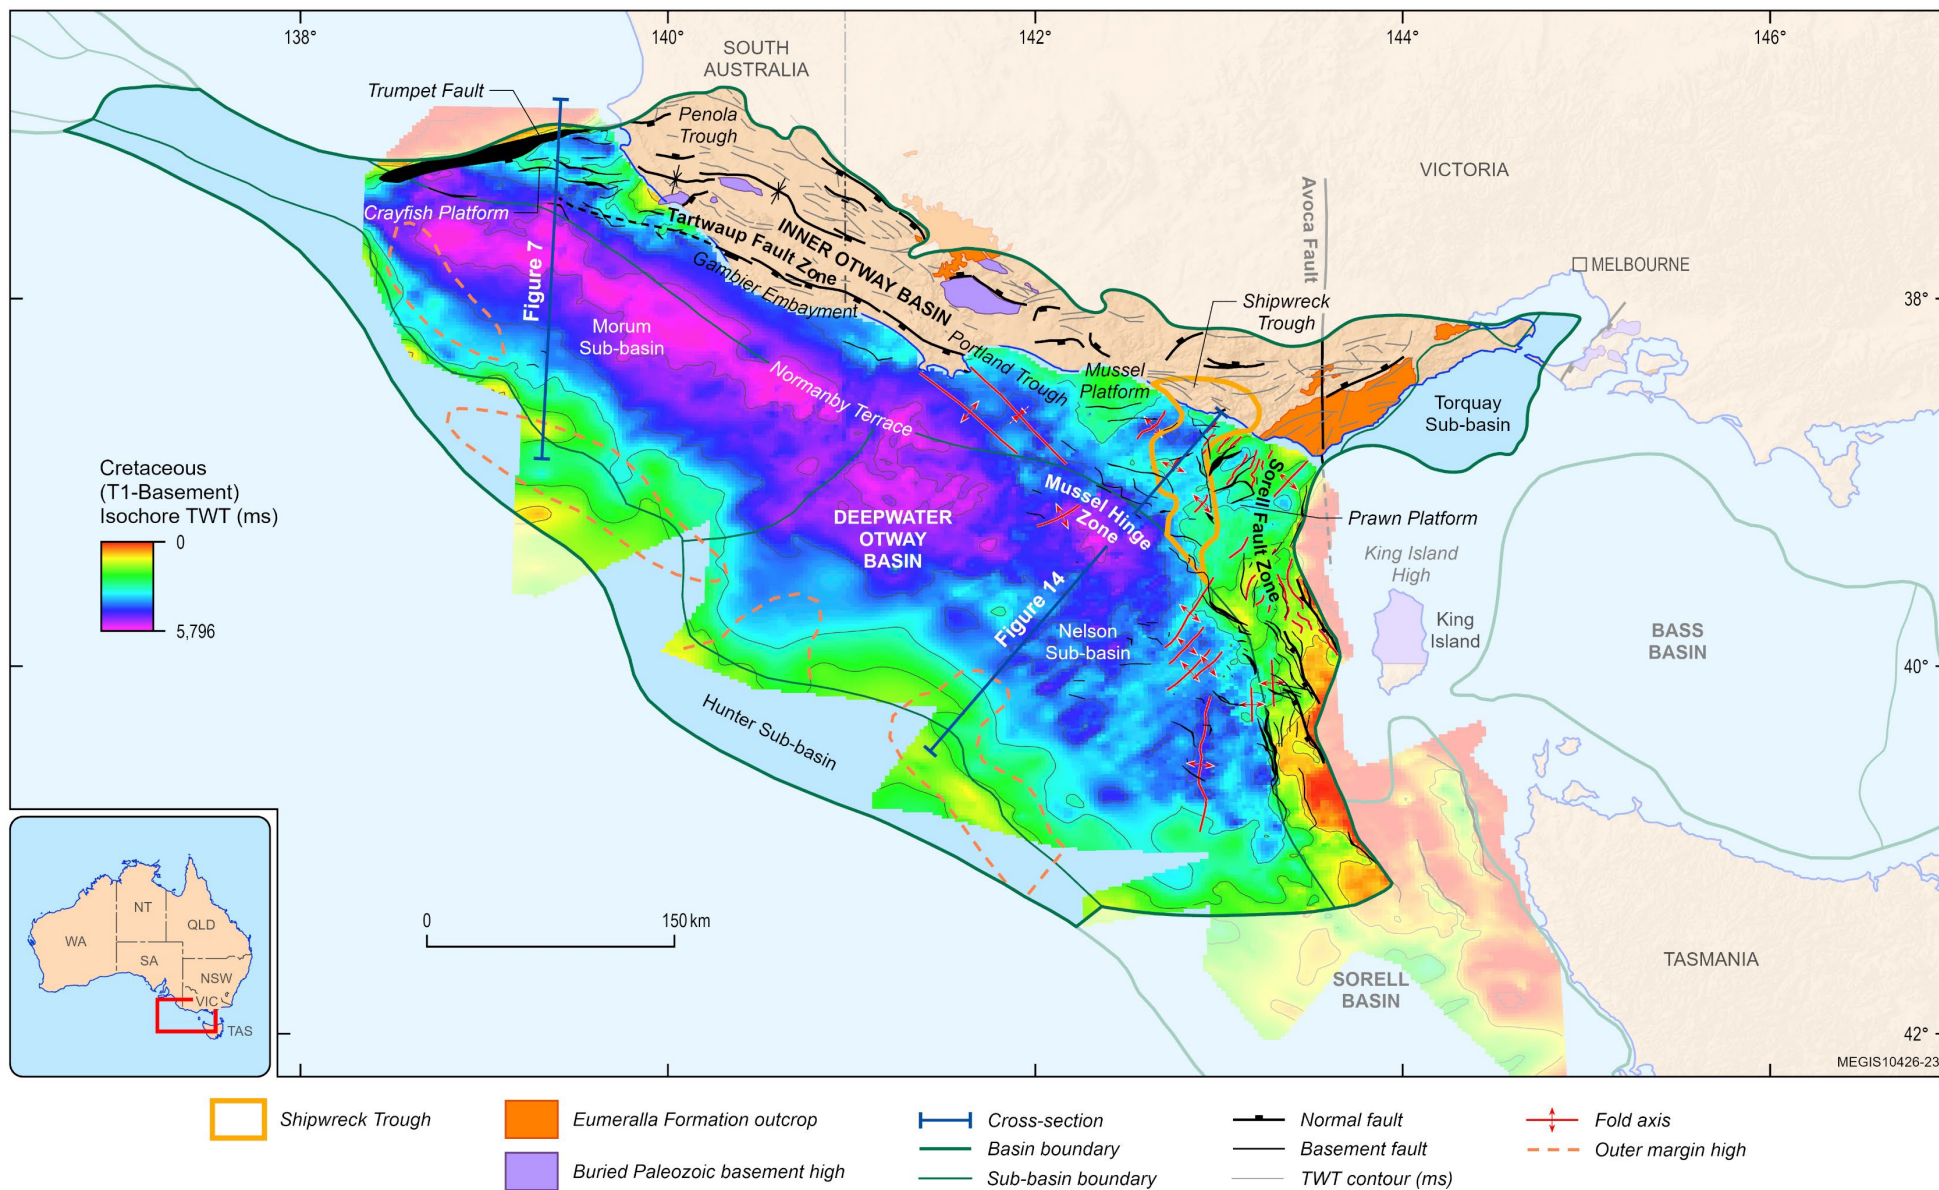 138°
140°
142°
144°
146°
SOUTH
AUSTRALIA
Trumpet Fault
Penola
Trough
VICTORIA
Avoca Fault
Crayfish Platform
Tartwaup Fault Zone
INNER OTWAY BASIN
Figure 7
Gambier Embayment
MELBOURNE
38°
Shipwreck
Trough
Morum
Sub-basin
Portland Trough
Mussel
Platform
Normanby Terrace
Torquay
Sub-basin
Cretaceous
(T1-Basement)
Isochore TWT (ms)
0
5,796
Mussel Hinge
Zone
Sorell Fault Zone
DEEPWATER
OTWAY
BASIN
Prawn Platform
King Island
High
Figure 14
King
Island
Nelson
Sub-basin
BASS
BASIN
40°
Hunter Sub-basin
0
150 km
NT
QLD
WA
SA
NSW
VIC
TAS
SORELL
BASIN
TASMANIA
42°
MEGIS10426-23
Shipwreck Trough
Eumeralla Formation outcrop
Buried Paleozoic basement high
Cross-section
Basin boundary
Sub-basin boundary
Normal fault
Basement fault
TWT contour (ms)
Fold axis
Outer margin high